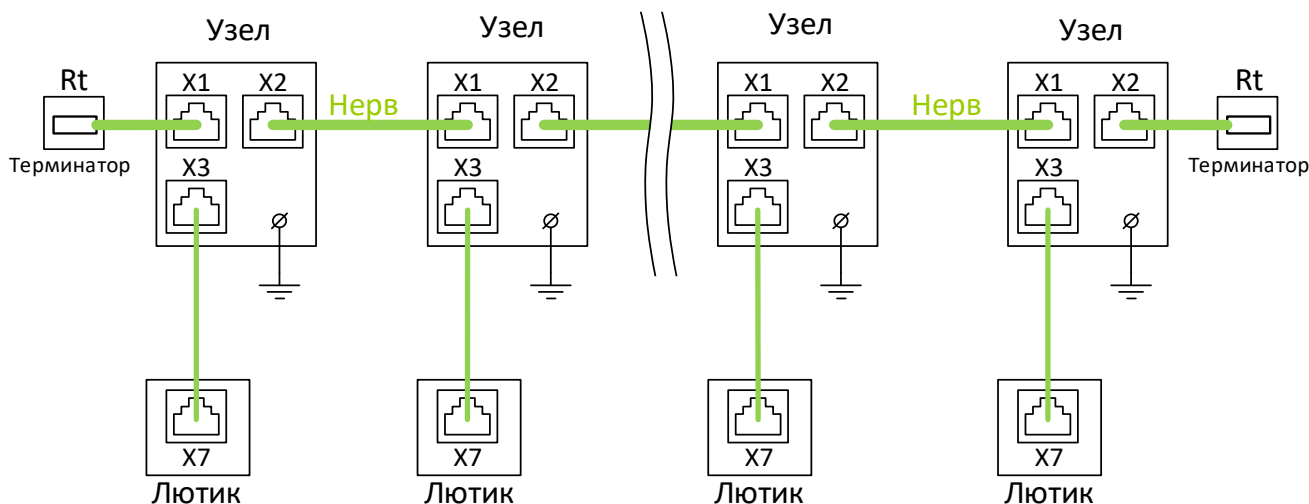 Узел Узел Узел Узел
Rt X1 X2 X1 X2 X1 X2 X1 X2 Rt
Нерв Нерв
Терминатор X3 X3 X3 X3 Терминатор
X7 X7 X7 X7
Лютик Лютик Лютик Лютик